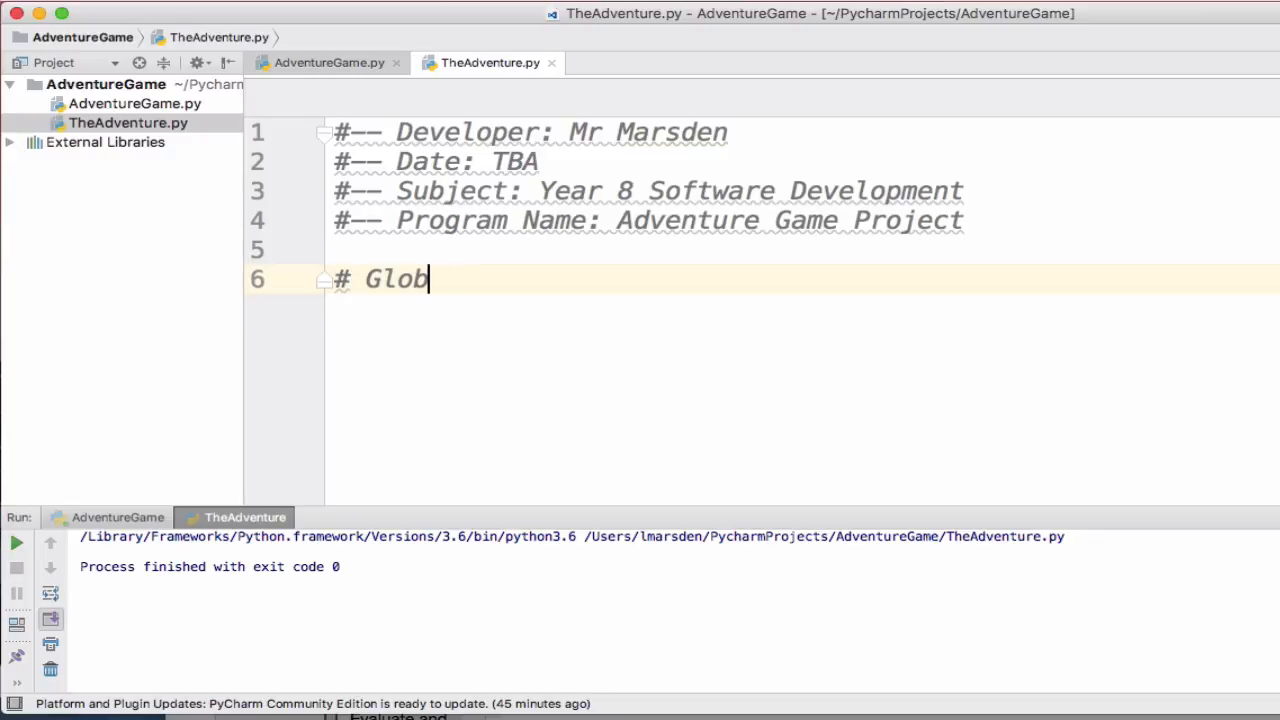 TheAdventure.py - AdventureGame - [~/PycharmProjects/AdventureGame]
AdventureGame TheAdventure.py
Project AdventureGame.py TheAdventure.py
AdventureGame ~/Pycharm
AdventureGame.py
TheAdventure.py
External Libraries
1 #-- Developer: Mr Marsden
2 #-- Date: TBA
3 #-- Subject: Year 8 Software Development
4 #-- Program Name: Adventure Game Project
5
6 # Glob
Run: AdventureGame TheAdventure
/Library/Frameworks/Python.framework/Versions/3.6/bin/python3.6 /Users/lmarsden/PycharmProjects/AdventureGame/TheAdventure.py
Process finished with exit code 0
Platform and Plugin Updates: PyCharm Community Edition is ready to update. (45 minutes ago)
Evaluate and